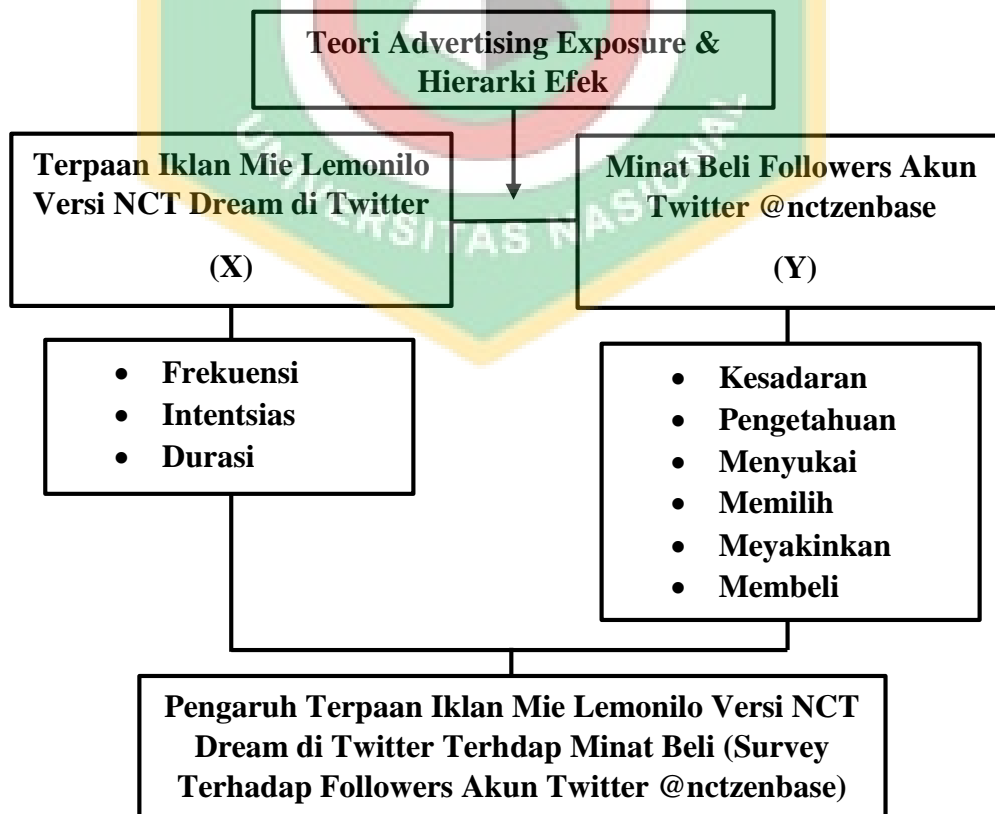 Teori Advertising Exposure &
Hierarki Efek
Terpaan Iklan Mie Lemonilo
Versi NCT Dream di Twitter
(X)
Minat Beli Followers Akun
Twitter @nctzenbase
(Y)
UNIVERSITAS NASIONAL
• Frekuensi
• Intentsias
• Durasi
• Kesadaran
• Pengetahuan
• Menyukai
• Memilih
• Meyakinkan
• Membeli
Pengaruh Terpaan Iklan Mie Lemonilo Versi NCT
Dream di Twitter Terhdap Minat Beli (Survey
Terhadap Followers Akun Twitter @nctzenbase)